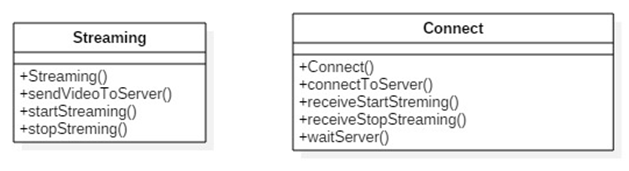 Streaming
+Streaming()
+sendVideoToServer()
+startStreaming()
+stopStreming()
Connect
+Connect()
+connectToServer()
+receiveStartStreming()
+receiveStopStreaming()
+waitServer()